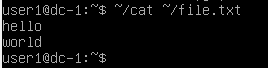 user1@dc-1:~$ ~/cat ~/file.txt
hello
world
user1@dc-1:~$